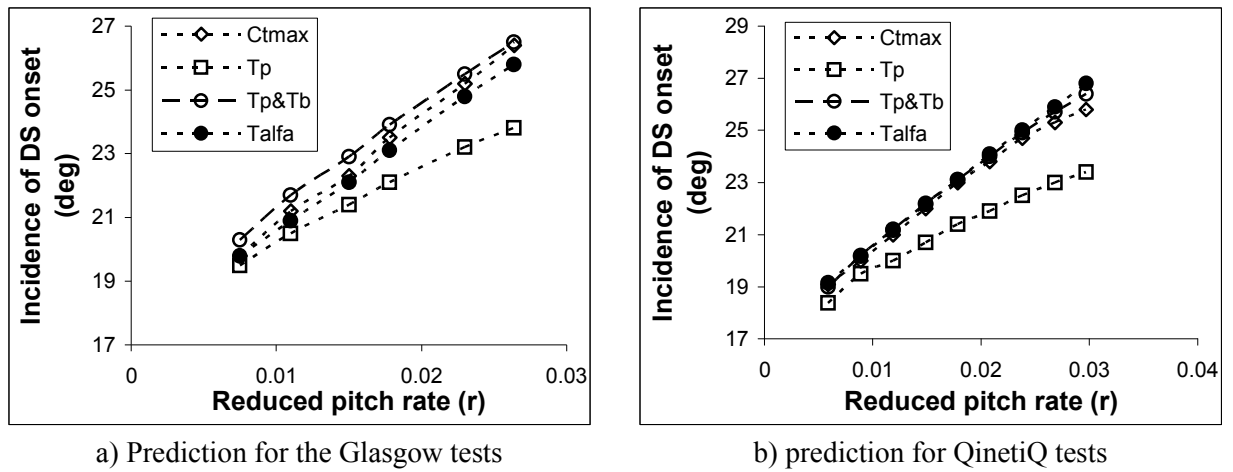 Incidence of DS onset
(deg)
27
25
23
21
19
17
Ctmax
Tp
Tp&Tb
Talfa
0
0.01
0.02
0.03
Reduced pitch rate (r)
a) Prediction for the Glasgow tests
Incidence of DS onset
(deg)
29
27
25
23
21
19
17
Ctmax
Tp
Tp&Tb
Talfa
0
0.01
0.02
0.03
0.04
Reduced pitch rate (r)
b) prediction for QinetiQ tests